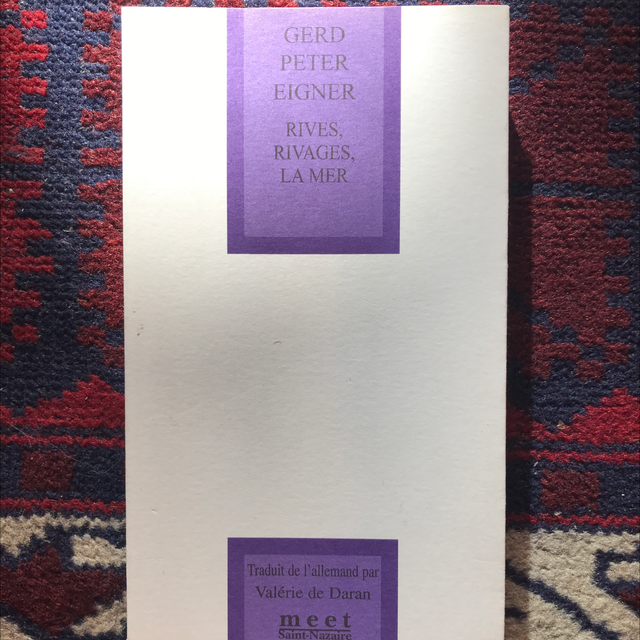 GERD
PETER
EIGNER
RIVES,
RIVAGES,
LA MER
Traduit de l'allemand par
Valérie de Daran
meet
Saint-Nazaire